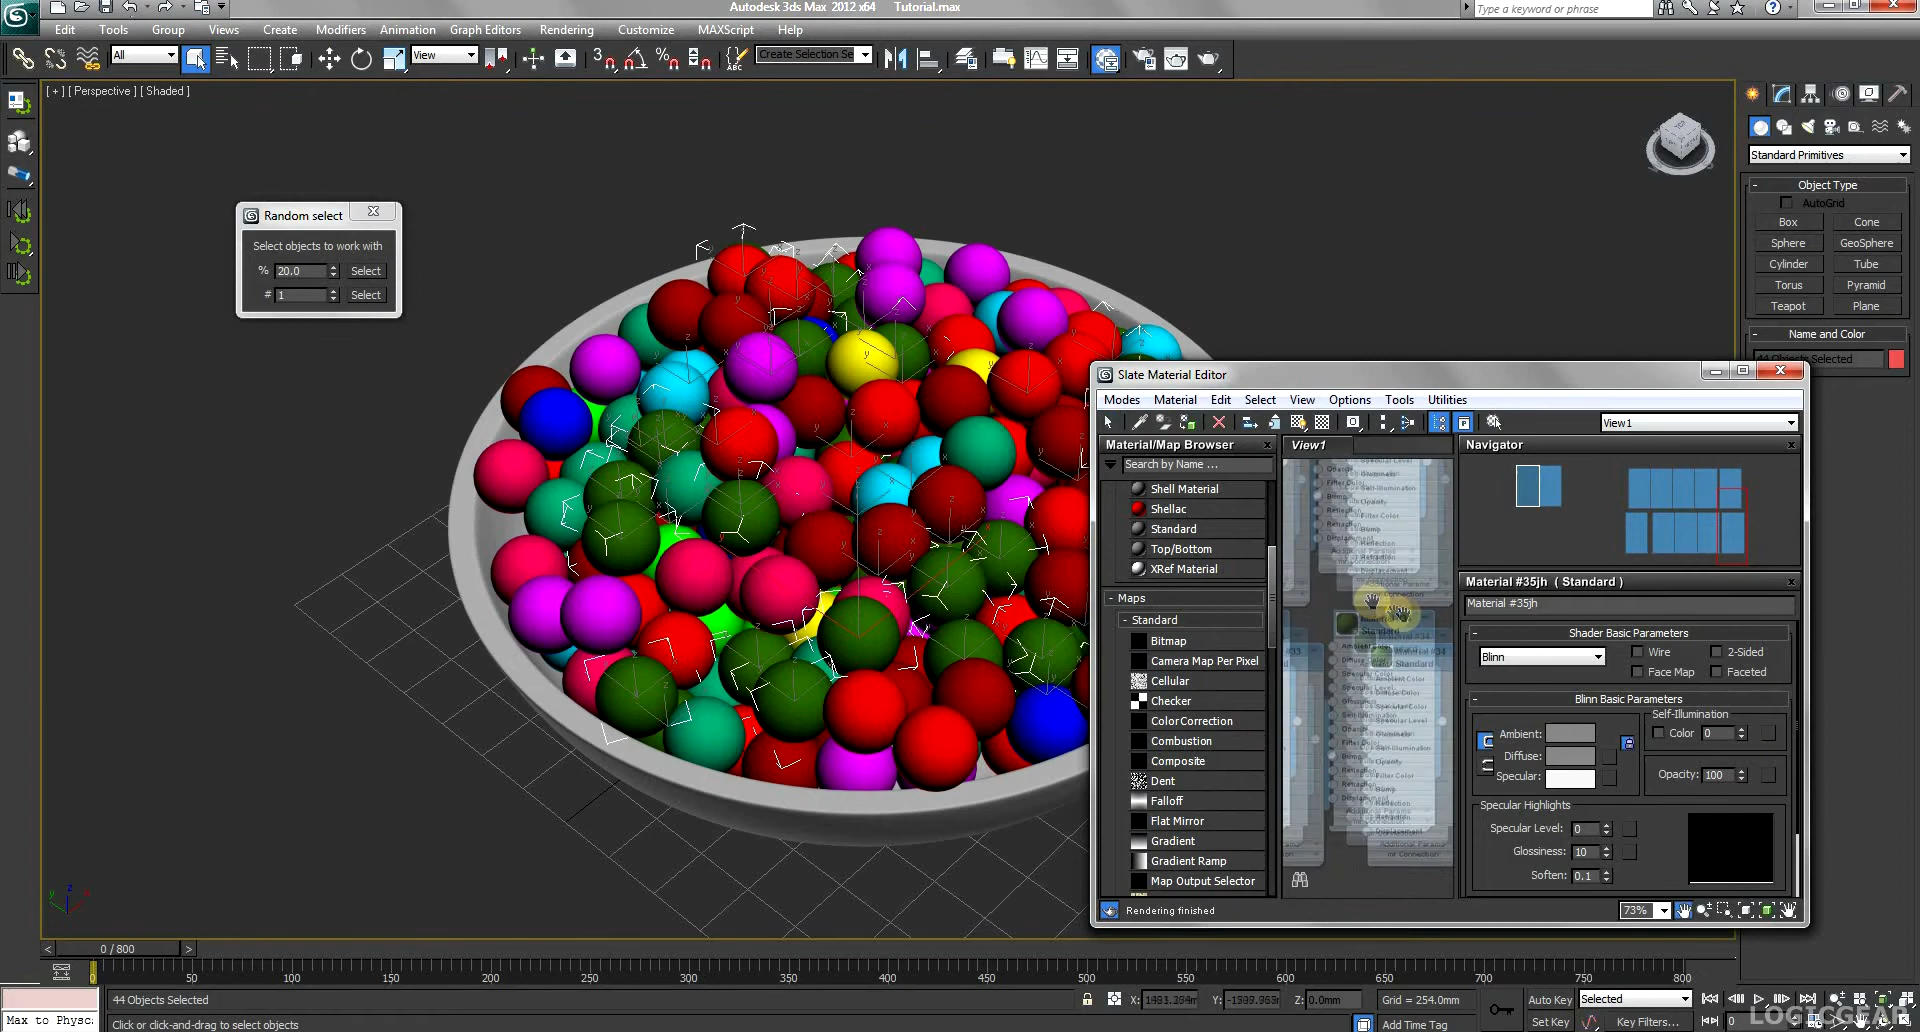 Autodesk 3ds Max 2012 x64 Tutorial.max
Type a keyword or phrase
Edit Tools Group Views Create Modifiers Animation Graph Editors Rendering Customize MAXScript Help
All View Create Selection Se
[ + ] [ Perspective ] [ Shaded ]
Random select
Select objects to work with
% 20,0 Select
# 1 Select
Standard Primitives
Object Type
AutoGrid
Box Cone
Sphere GeoSphere
Cylinder Tube
Torus Pyramid
Teapot Plane
Name and Color
44 Objects Selected
Slate Material Editor
Modes Material Edit Select View Options Tools Utilities
View1
Material/Map Browser
Search by Name ...
Shell Material
Shellac
Standard
Top/Bottom
XRef Material
- Maps
- Standard
Bitmap
Camera Map Per Pixel
Cellular
Checker
ColorCorrection
Combustion
Composite
Dent
Falloff
Flat Mirror
Gradient
Gradient Ramp
Map Output Selector
View1
Navigator
Material #35jh ( Standard )
Material #35jh
Shader Basic Parameters
Blinn Wire 2-Sided
Face Map Faceted
Blinn Basic Parameters
Self-Illumination
Ambient: Color 0
Diffuse:
Specular: Opacity: 100
Specular Highlights
Specular Level: 0
Glossiness: 10
Soften: 0.1
Rendering finished
73%
< 0 / 800 >
0 50 100 150 200 250 300 350 400 450 500 550 600 650 700 750 800
44 Objects Selected
X: Y: Z: 0.0mm Grid = 254.0mm
Auto Key Selected
Max to Physc
Click or click-and-drag to select objects
Add Time Tag
Set Key Key Filters...
0
LOGICGEAR